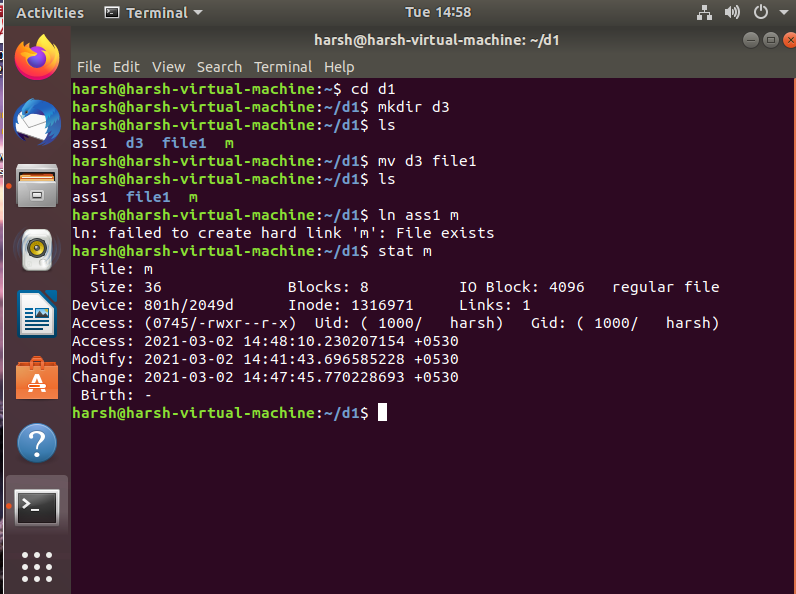 Activities Terminal Tue 14:58
harsh@harsh-virtual-machine: ~/d1
File Edit View Search Terminal Help
harsh@harsh-virtual-machine:~$ cd d1
harsh@harsh-virtual-machine:~/d1$ mkdir d3
harsh@harsh-virtual-machine:~/d1$ ls
ass1  d3  file1  m
harsh@harsh-virtual-machine:~/d1$ mv d3 file1
harsh@harsh-virtual-machine:~/d1$ ls
ass1  file1  m
harsh@harsh-virtual-machine:~/d1$ ln ass1 m
ln: failed to create hard link 'm': File exists
harsh@harsh-virtual-machine:~/d1$ stat m
  File: m
  Size: 36              Blocks: 8          IO Block: 4096   regular file
Device: 801h/2049d      Inode: 1316971     Links: 1
Access: (0745/-rwxr--r-x)  Uid: ( 1000/   harsh)   Gid: ( 1000/   harsh)
Access: 2021-03-02 14:48:10.230207154 +0530
Modify: 2021-03-02 14:41:43.696585228 +0530
Change: 2021-03-02 14:47:45.770228693 +0530
 Birth: -
harsh@harsh-virtual-machine:~/d1$